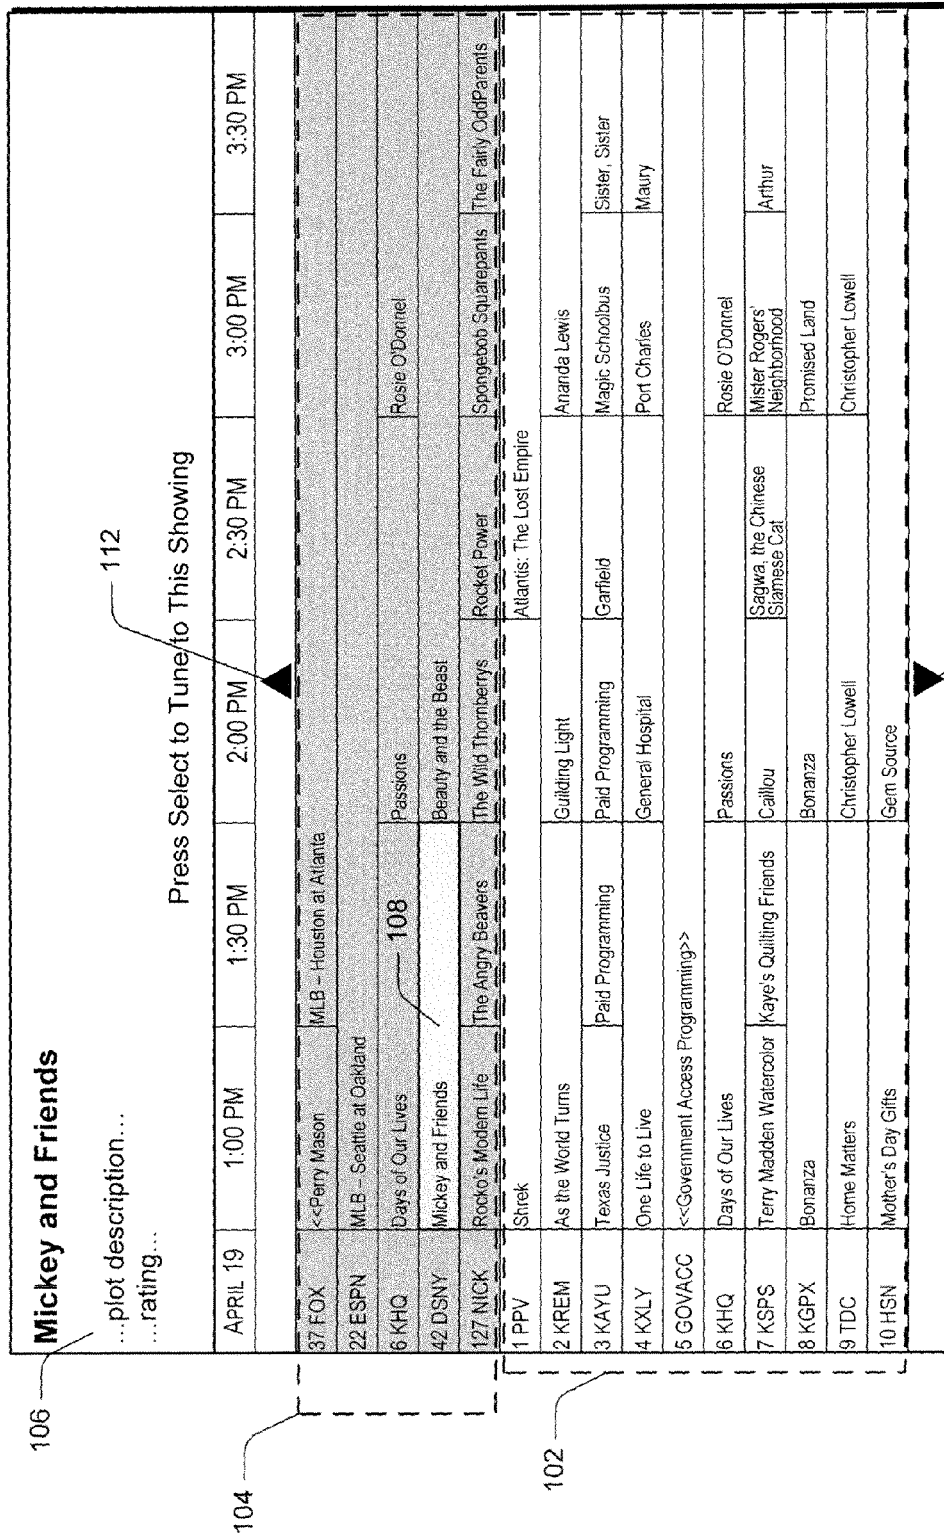 106
Mickey and Friends
...plot description...
...rating...
Press Select to Tune to This Showing
112
APRIL 19 1:00 PM 1:30 PM 2:00 PM 2:30 PM 3:00 PM 3:30 PM
104
37 FOX <<Perry Mason MLB – Houston at Atlanta
22 ESPN MLB – Seattle at Oakland
6 KHQ Days of Our Lives 108 Passions Rosie O'Donnel
42 DSNY Mickey and Friends Beauty and the Beast
127 NICK Rocko's Modern Life The Angry Beavers The Wild Thornberrys Rocket Power Spongebob Squarepants The Fairly OddParents
102
1 PPV Shrek Atlantis: The Lost Empire
2 KREM As the World Turns Guilding Light Ananda Lewis
3 KAYU Texas Justice Paid Programming Paid Programming Garfield Magic Schoolbus Sister, Sister
4 KXLY One Life to Live General Hospital Port Charles Maury
5 GOVACC <<Government Access Programming>>
6 KHQ Days of Our Lives Passions Rosie O'Donnel
7 KSPS Terry Madden Watercolor Kaye's Quilting Friends Caillou Sagwa, the Chinese Siamese Cat Mister Rogers' Neighborhood Arthur
8 KGPX Bonanza Bonanza Promised Land
9 TDC Home Matters Christopher Lowell Christopher Lowell
10 HSN Mother's Day Gifts Gem Source